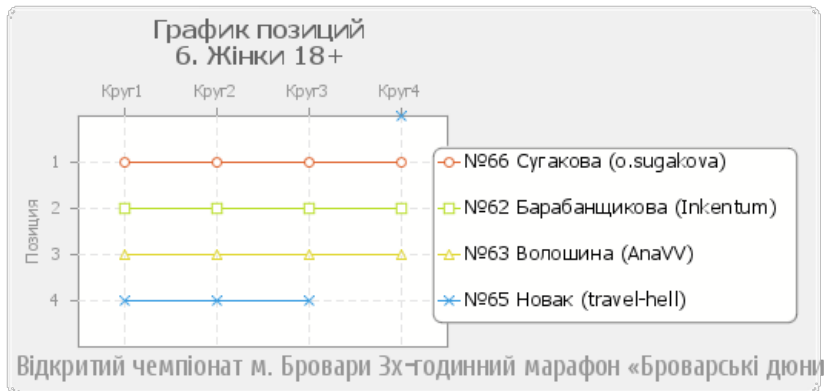 График позиций
6. Жінки 18+
Круг1 Круг2 Круг3 Круг4
Позиция
1
2
3
4
№66 Сугакова (o.sugakova)
№62 Барабанщикова (Inkentum)
№63 Волошина (AnaVV)
№65 Новак (travel-hell)
Відкритий чемпіонат м. Бровари 3х-годинний марафон «Броварські дюни